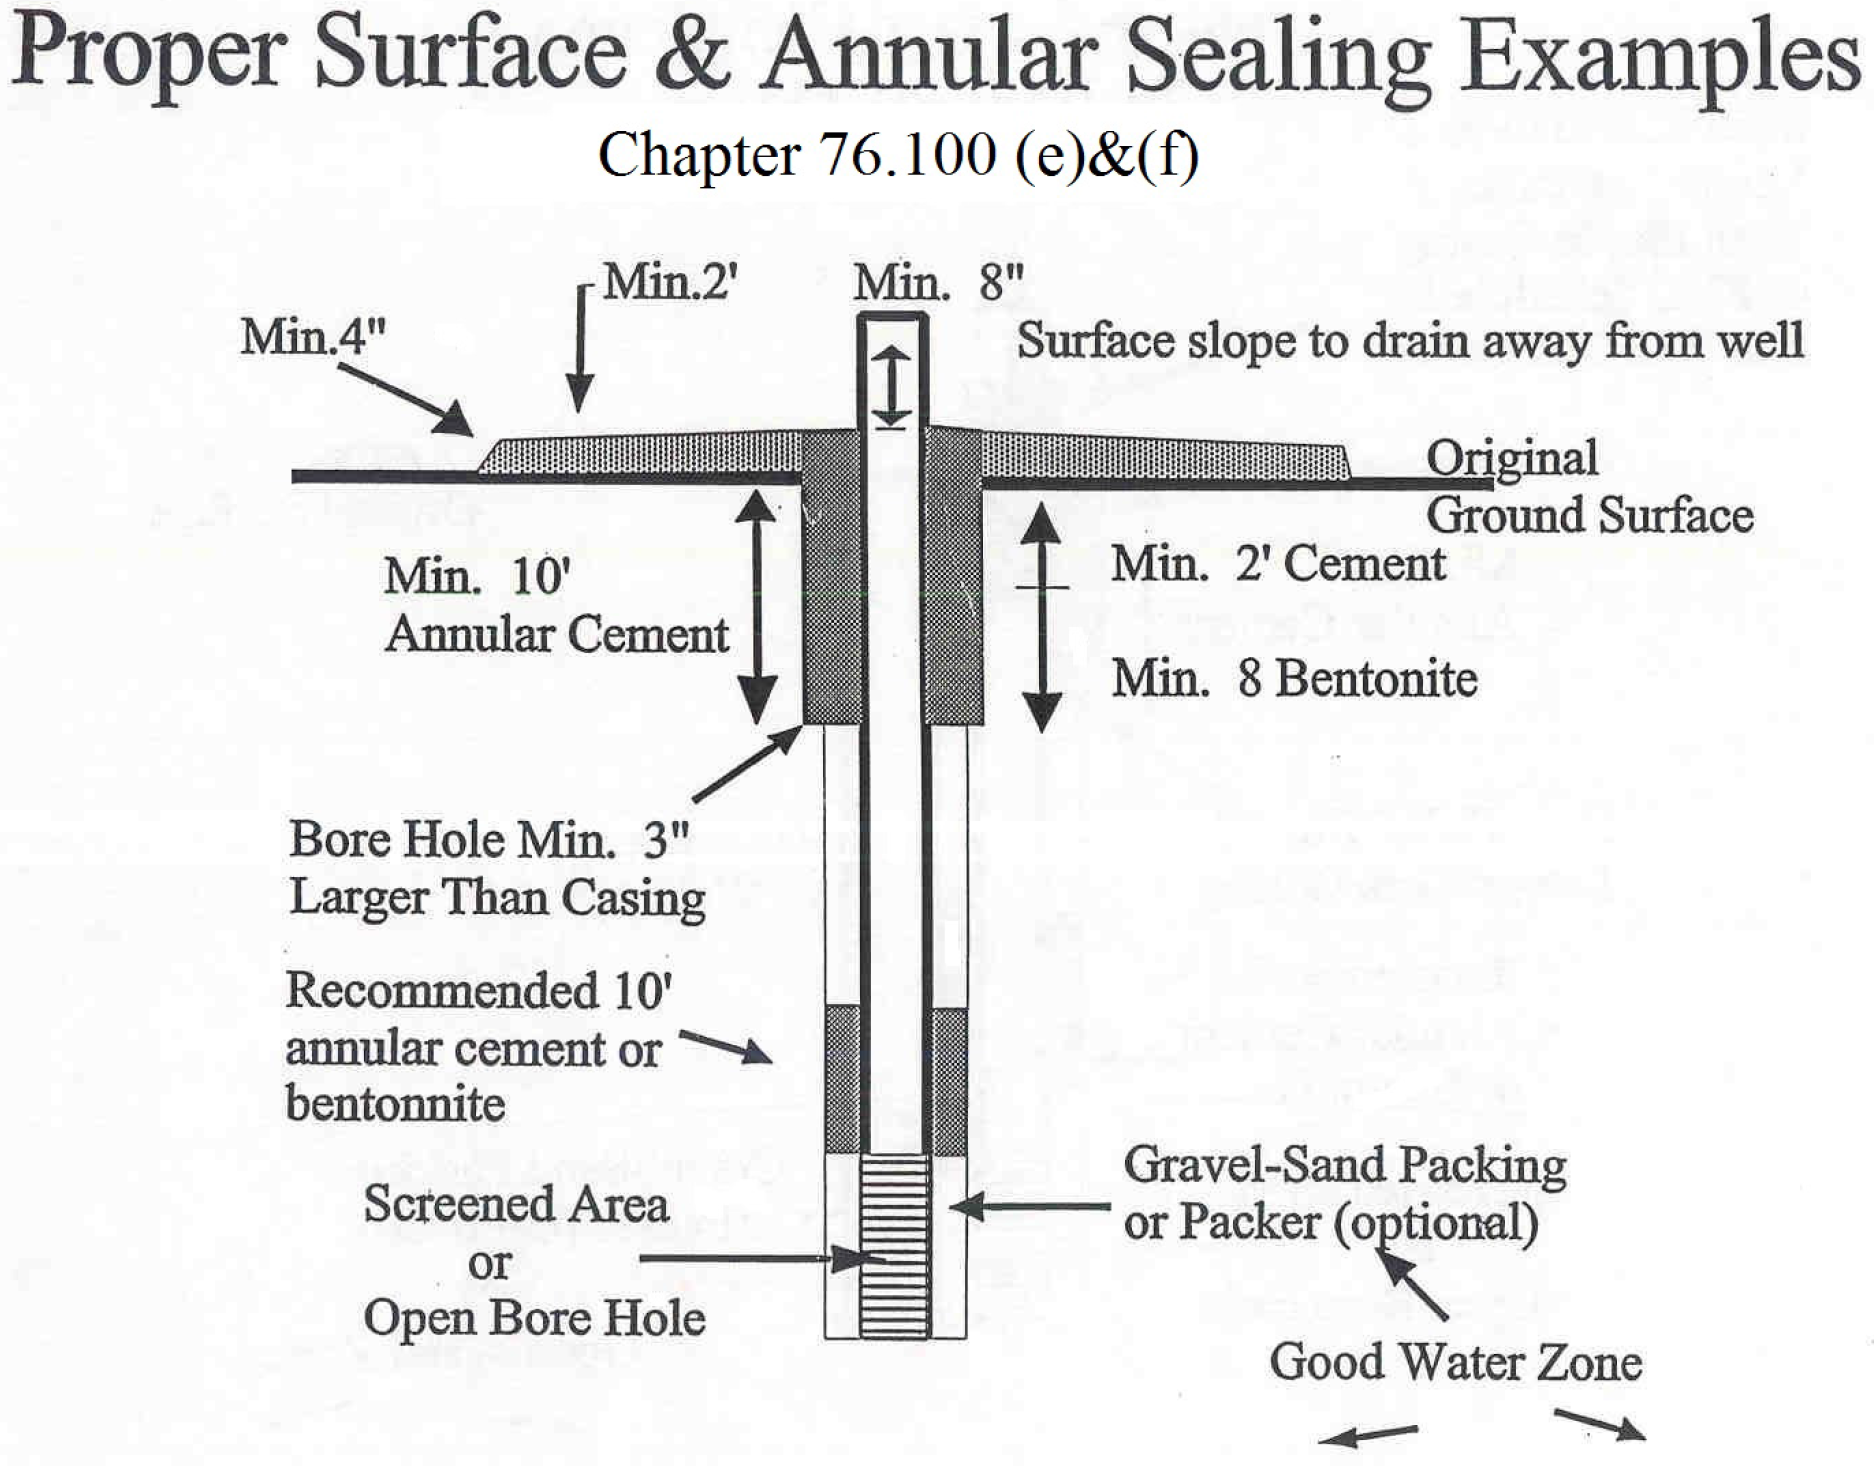 Proper Surface & Annular Sealing Examples
Chapter 76.100 (e)&(f)
Min.2'
Min. 8"
Min.4"
Surface slope to drain away from well
Original
Ground Surface
Min. 10'
Annular Cement
Min. 2' Cement
Min. 8 Bentonite
Bore Hole Min. 3"
Larger Than Casing
Recommended 10'
annular cement or
bentonnite
Gravel-Sand Packing
or Packer (optional)
Screened Area
or
Open Bore Hole
Good Water Zone